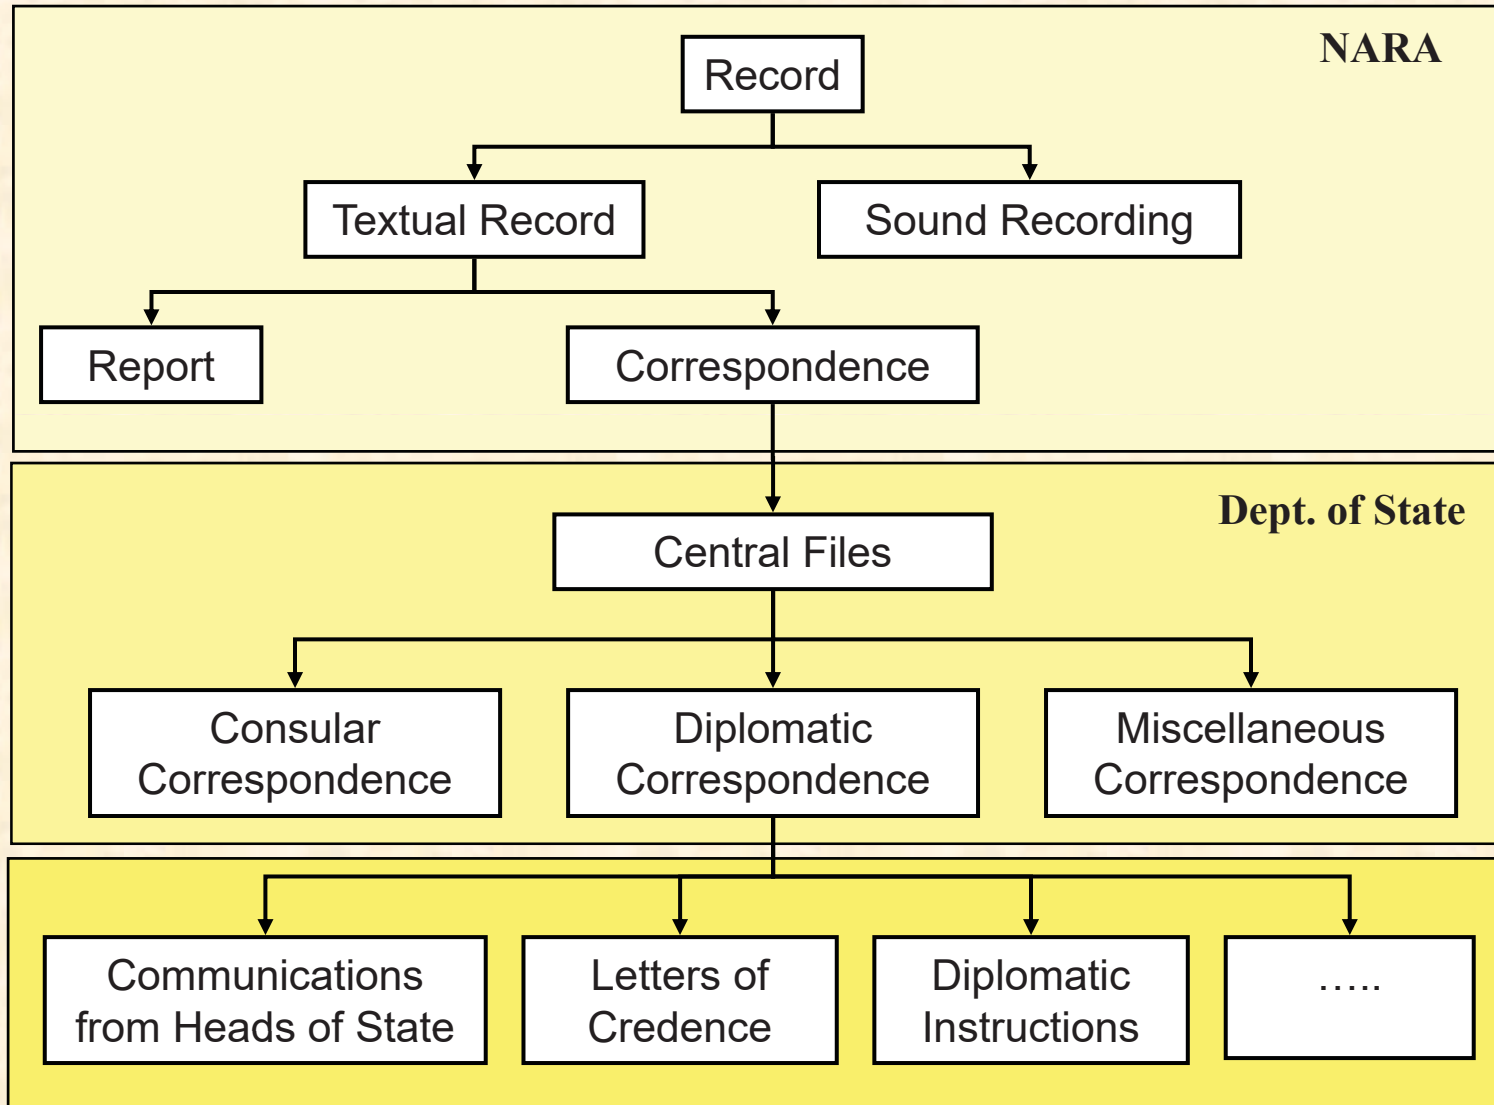 NARA
Record
Textual Record
Sound Recording
Report
Correspondence
Dept. of State
Central Files
Consular
Correspondence
Diplomatic
Correspondence
Miscellaneous
Correspondence
Communications
from Heads of State
Letters of
Credence
Diplomatic
Instructions
.....